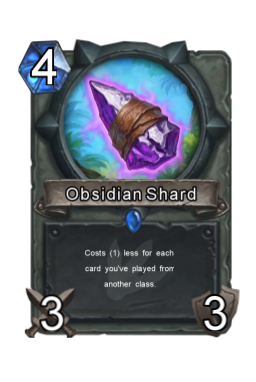 4
Obsidian Shard
Costs (1) less for each
card you've played from
another class.
3
3